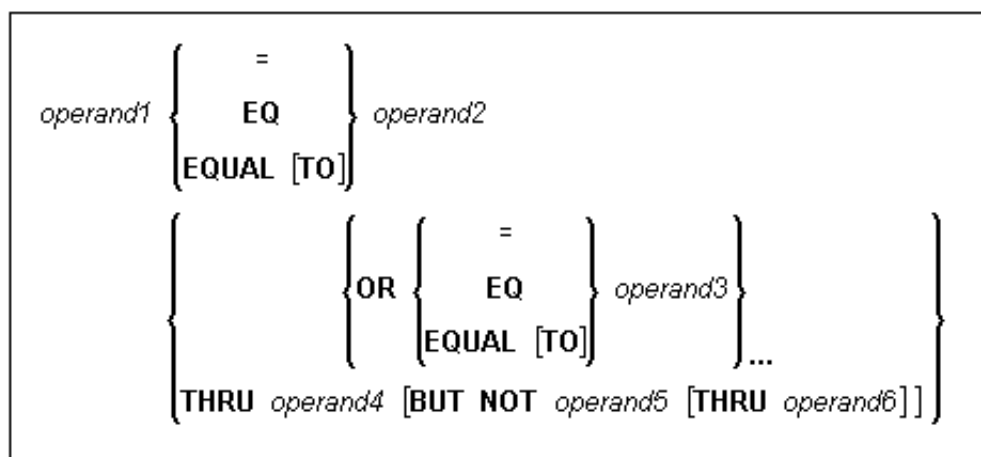 =
operand1 EQ operand2
EQUAL [TO]
=
OR EQ operand3
EQUAL [TO]
...
THRU operand4 [BUT NOT operand5 [THRU operand6]]